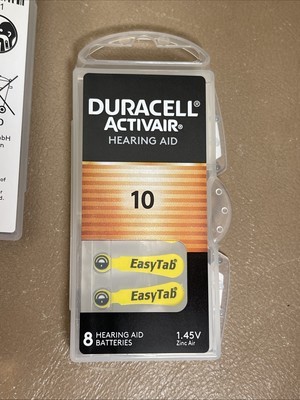 DURACELL®
ACTIVAIR®
HEARING AID
10
EasyTab®
EasyTab®
8 HEARING AID
BATTERIES
1.45V
Zinc Air